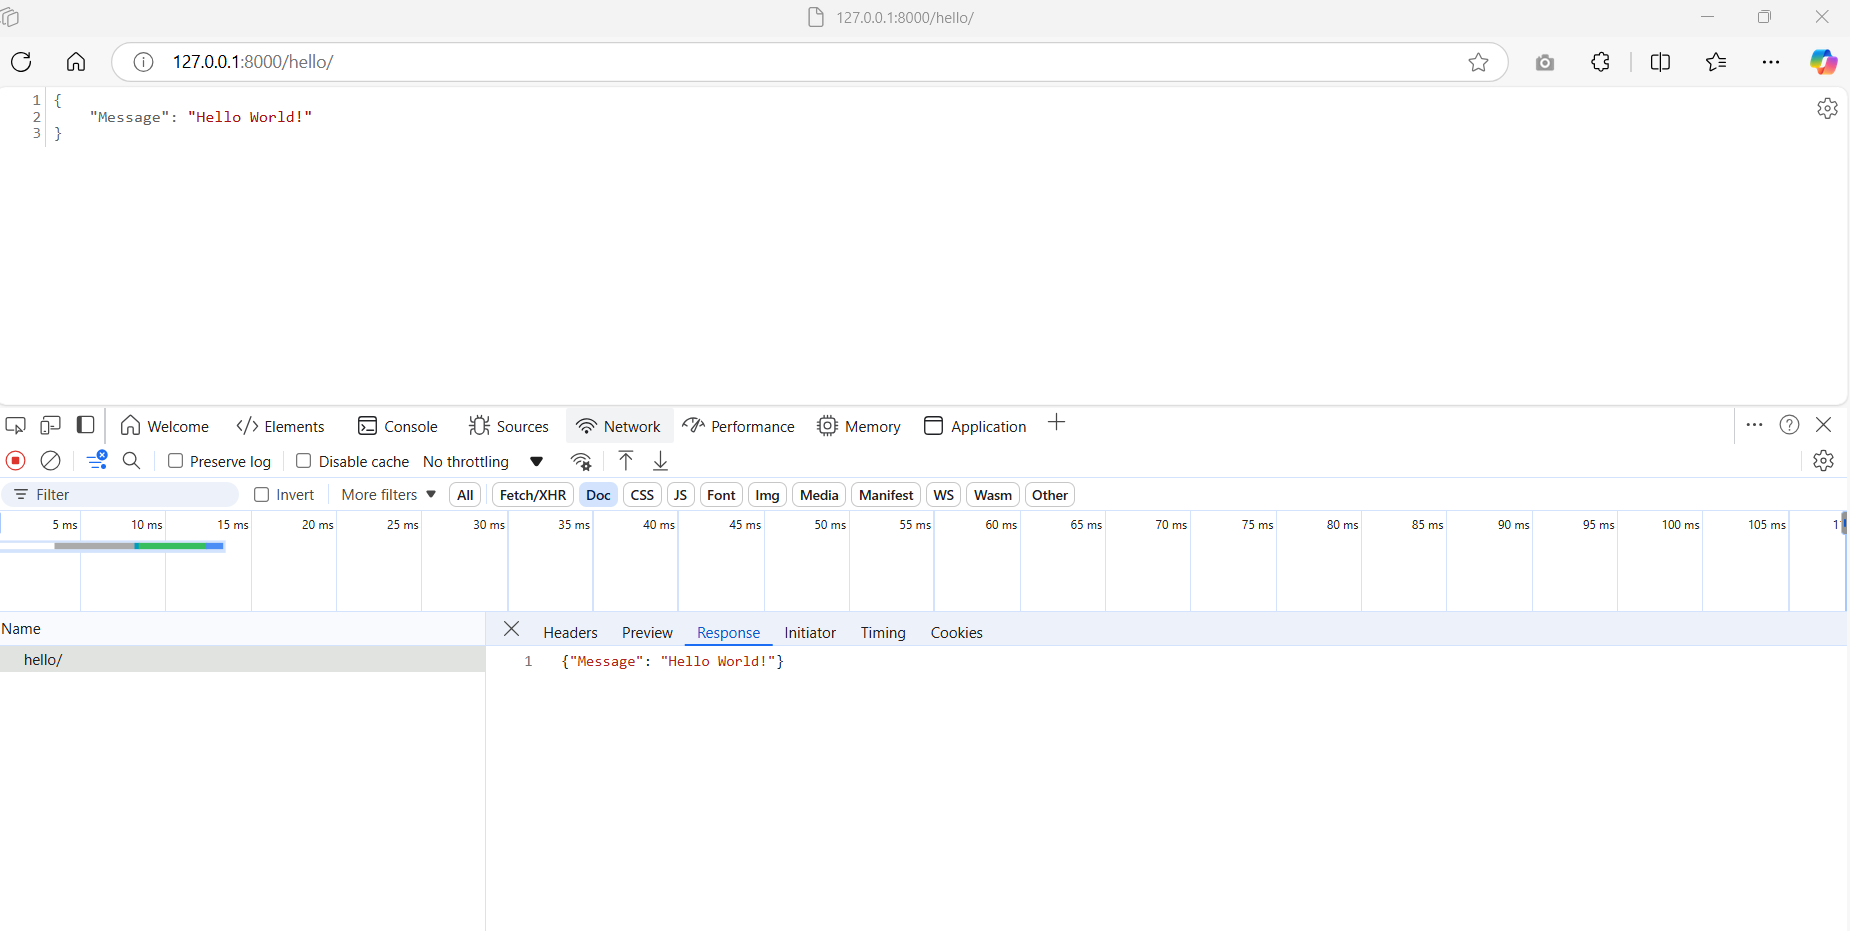 127.0.0.1:8000/hello/
127.0.0.1:8000/hello/
1 {
2 "Message": "Hello World!"
3 }
Welcome Elements Console Sources Network Performance Memory Application
Preserve log Disable cache No throttling
Filter Invert More filters All Fetch/XHR Doc CSS JS Font Img Media Manifest WS Wasm Other
5 ms 10 ms 15 ms 20 ms 25 ms 30 ms 35 ms 40 ms 45 ms 50 ms 55 ms 60 ms 65 ms 70 ms 75 ms 80 ms 85 ms 90 ms 95 ms 100 ms 105 ms
Name
Headers Preview Response Initiator Timing Cookies
hello/
1 {"Message": "Hello World!"}